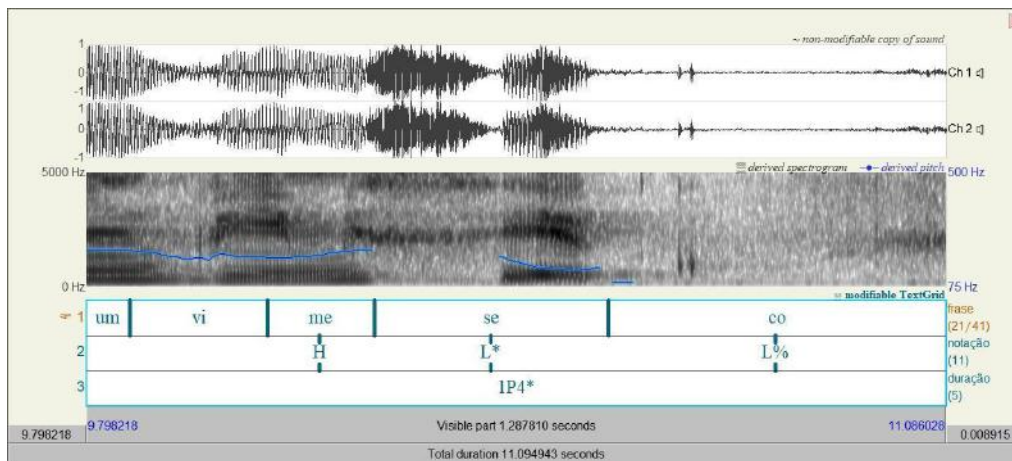 ~ non-modifiable copy of sound
1
0
-1
1
0
-1
Ch 1
Ch 2
5000 Hz
0 Hz
derived spectrogram
derived pitch
500 Hz
75 Hz
modifiable TextGrid
1 um vi me se co frase (21/41)
2 H L* L% notação (11)
3 1P4* duração (5)
9.798218 Visible part 1.287810 seconds 11.086028
9.798218 0.008915
Total duration 11.094943 seconds